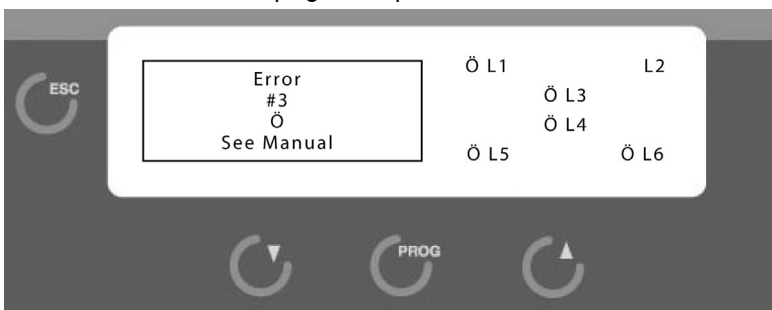 ESC
Error
#3
Ö
See Manual
Ö L1 L2
Ö L3
Ö L4
Ö L5 Ö L6
PROG